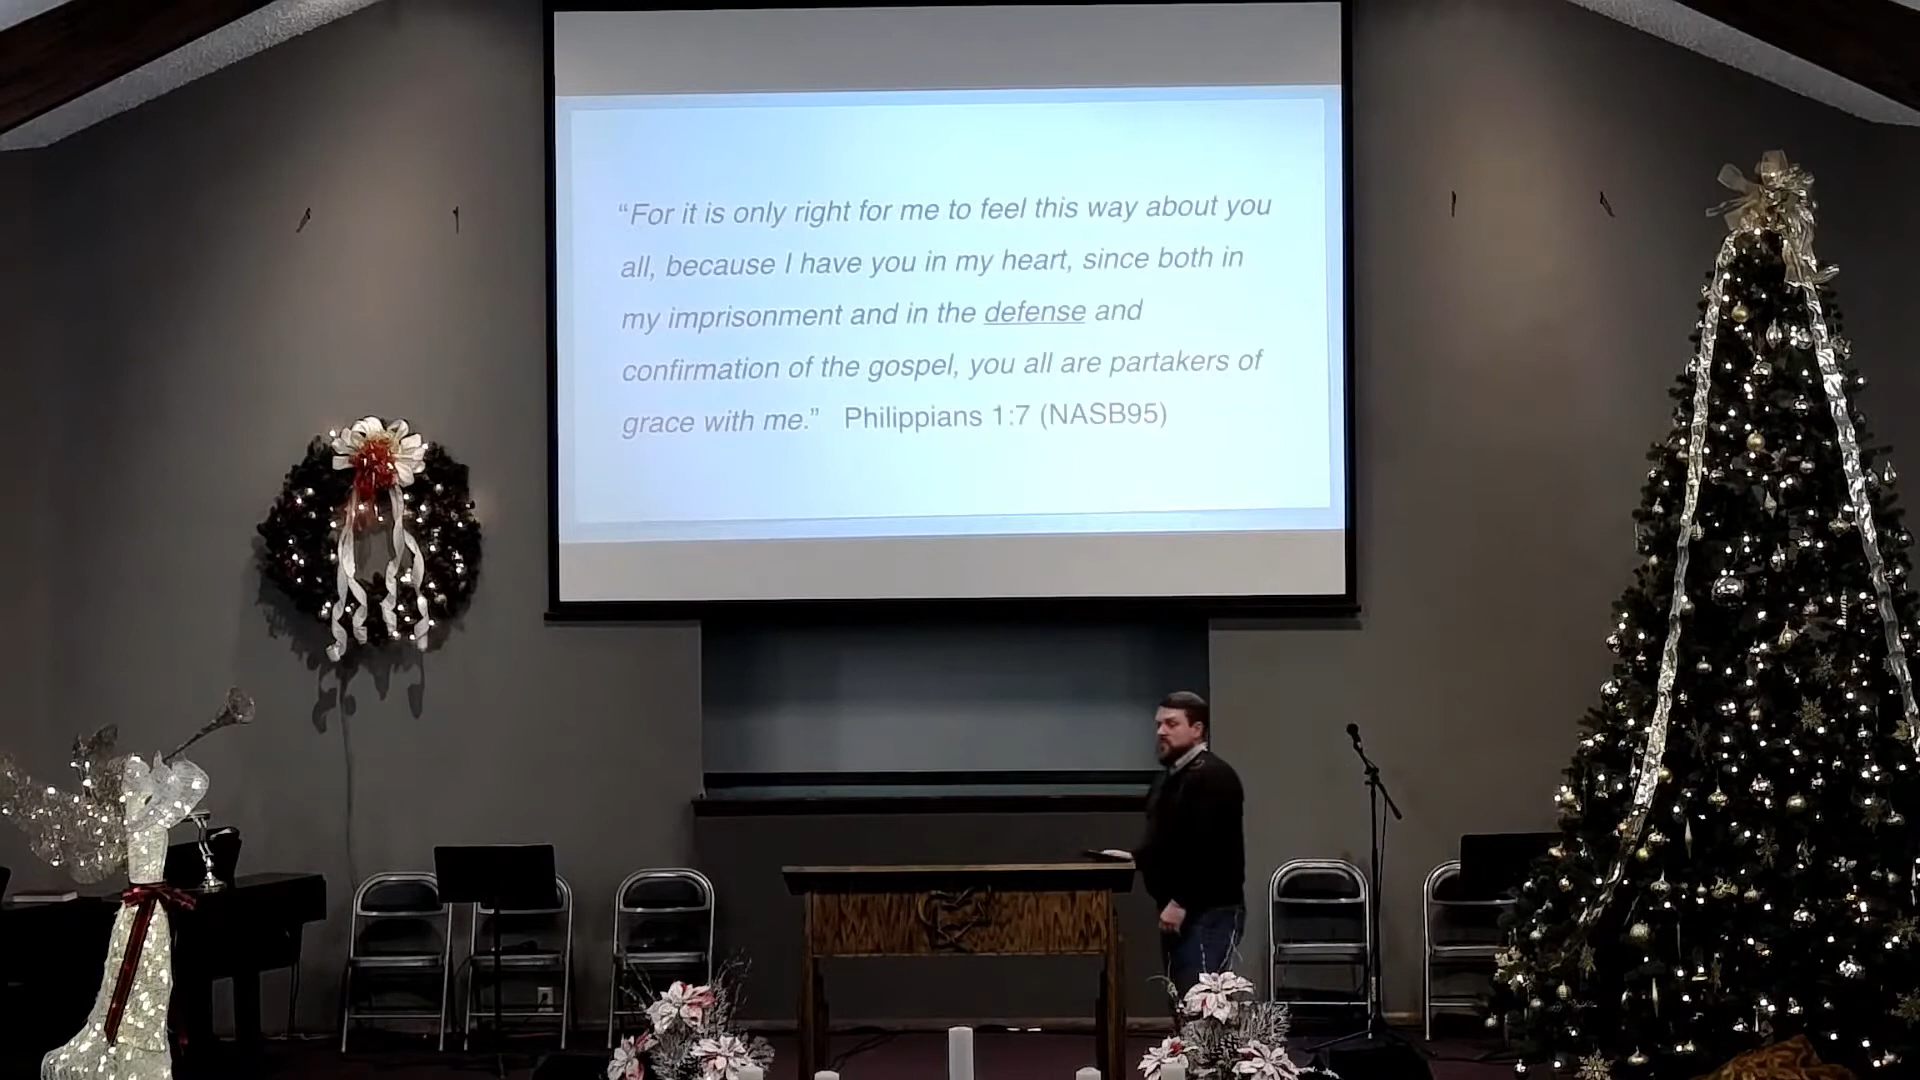 “For it is only right for me to feel this way about you
all, because I have you in my heart, since both in
my imprisonment and in the defense and
confirmation of the gospel, you all are partakers of
grace with me.” Philippians 1:7 (NASB95)